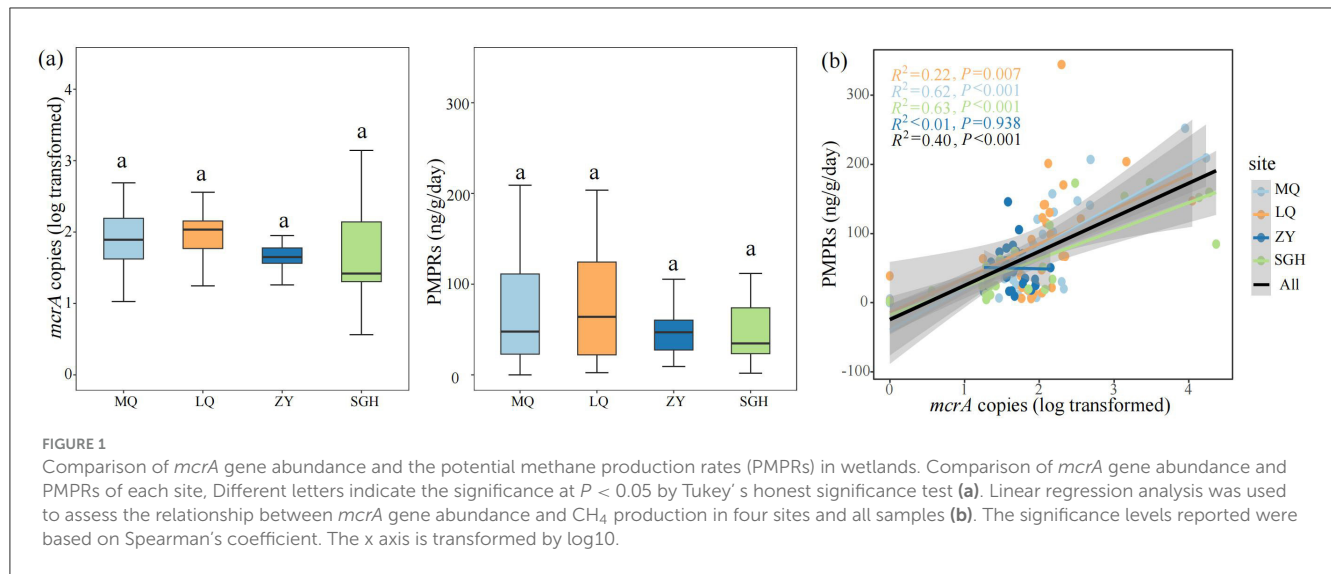 (a)
mcrA copies (log transformed)
4
3
2
1
0
a
a
a
a
MQ
LQ
ZY
SGH
PMPRs (ng/g/day)
300
200
100
0
a
a
a
a
MQ
LQ
ZY
SGH
(b)
R²=0.22, P=0.007
R²=0.62, P<0.001
R²=0.63, P<0.001
R²<0.01, P=0.938
R²=0.40, P<0.001
PMPRs (ng/g/day)
300
200
100
0
-100
0
1
2
3
4
mcrA copies (log transformed)
site
MQ
LQ
ZY
SGH
All
FIGURE 1
Comparison of mcrA gene abundance and the potential methane production rates (PMPRs) in wetlands. Comparison of mcrA gene abundance and
PMPRs of each site, Different letters indicate the significance at P < 0.05 by Tukey' s honest significance test (a). Linear regression analysis was used
to assess the relationship between mcrA gene abundance and CH₄ production in four sites and all samples (b). The significance levels reported were
based on Spearman's coefficient. The x axis is transformed by log10.